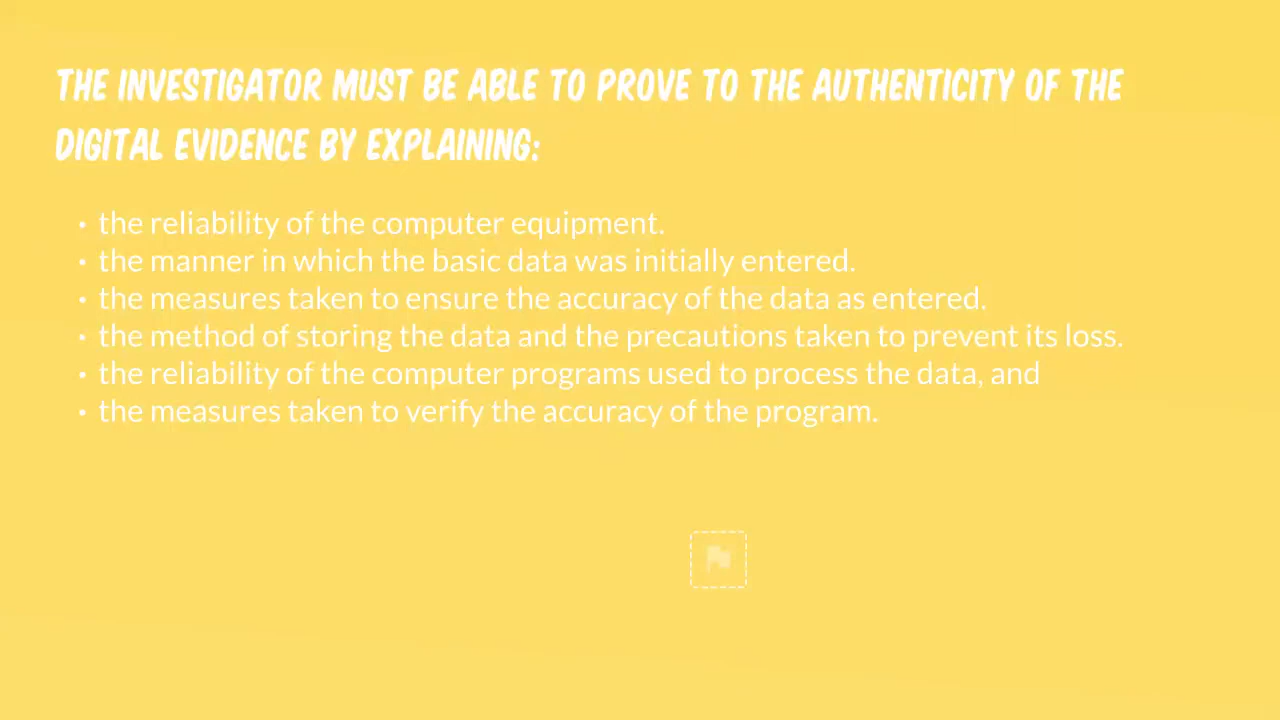 THE INVESTIGATOR MUST BE ABLE TO PROVE TO THE AUTHENTICITY OF THE
DIGITAL EVIDENCE BY EXPLAINING:
• the reliability of the computer equipment.
• the manner in which the basic data was initially entered.
• the measures taken to ensure the accuracy of the data as entered.
• the method of storing the data and the precautions taken to prevent its loss.
• the reliability of the computer programs used to process the data, and
• the measures taken to verify the accuracy of the program.